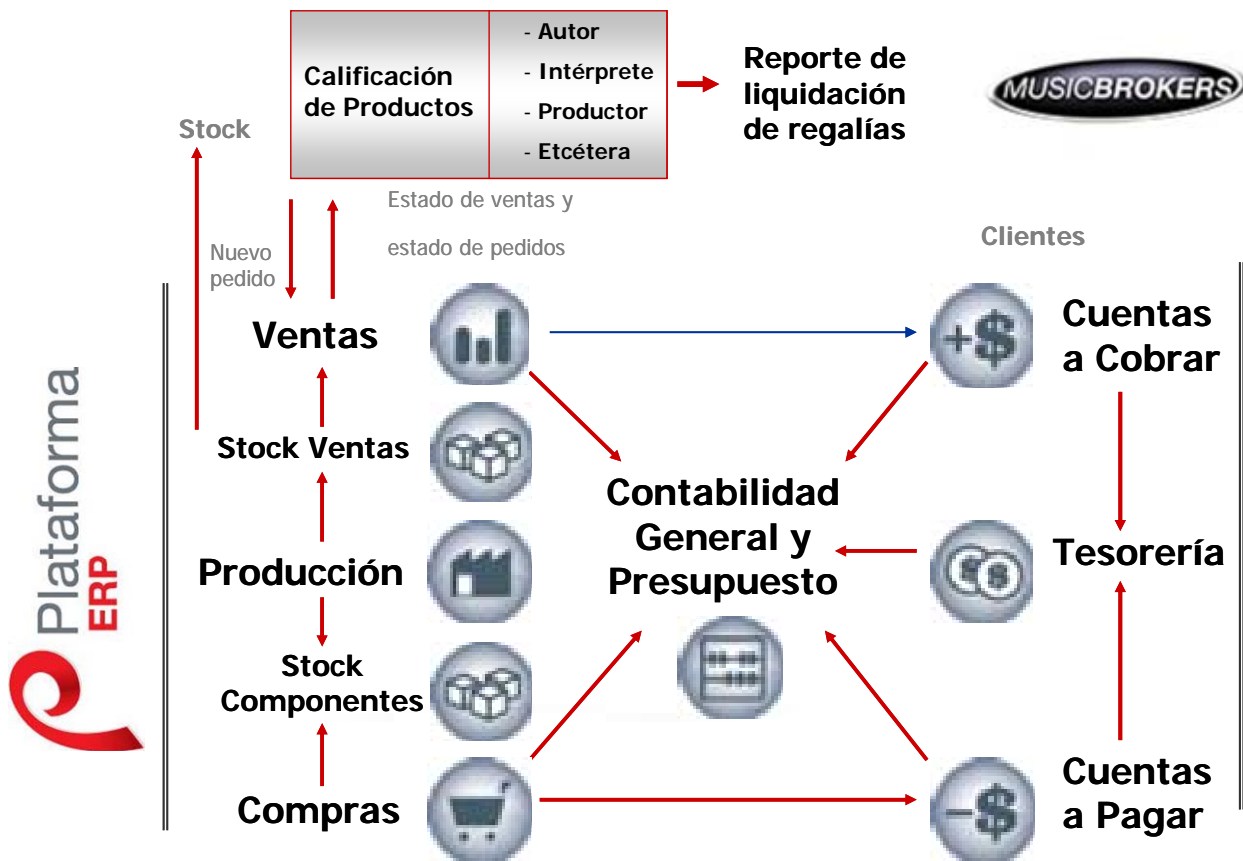 Calificación
de Productos
- Autor
- Intérprete
- Productor
- Etcétera
Reporte de
liquidación
de regalías
MUSICBROKERS
Stock
Estado de ventas y
estado de pedidos
Nuevo
pedido
Clientes
Ventas
+$
Cuentas
a Cobrar
Stock Ventas
Contabilidad
General y
Presupuesto
Producción
$
Tesorería
Stock
Componentes
Compras
-$
Cuentas
a Pagar
Plataforma
ERP